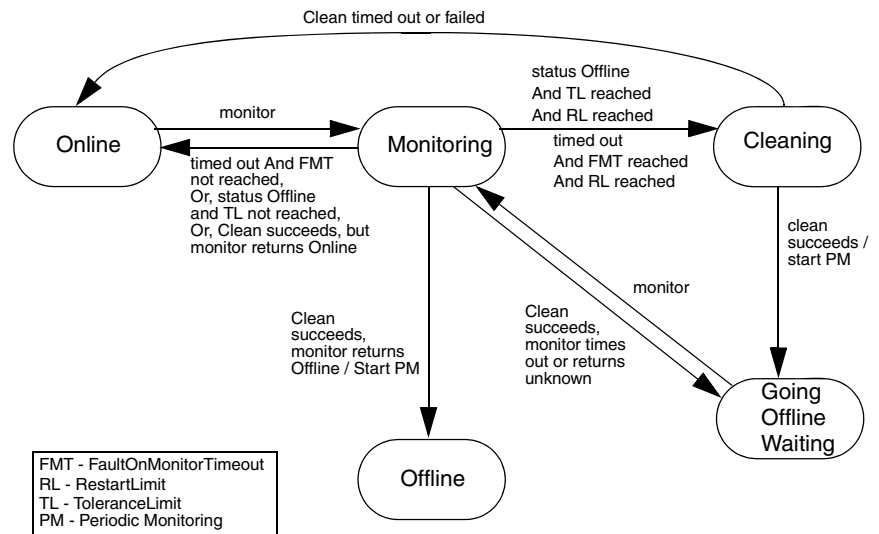 Clean timed out or failed
Online
monitor
Monitoring
status Offline
And TL reached
And RL reached
timed out
And FMT reached
And RL reached
Cleaning
timed out And FMT
not reached,
Or, status Offline
and TL not reached,
Or, Clean succeeds, but
monitor returns Online
clean
succeeds /
start PM
monitor
Clean
succeeds,
monitor returns
Offline / Start PM
Clean
succeeds,
monitor times
out or returns
unknown
Going
Offline
Waiting
Offline
FMT - FaultOnMonitorTimeout
RL - RestartLimit
TL - ToleranceLimit
PM - Periodic Monitoring